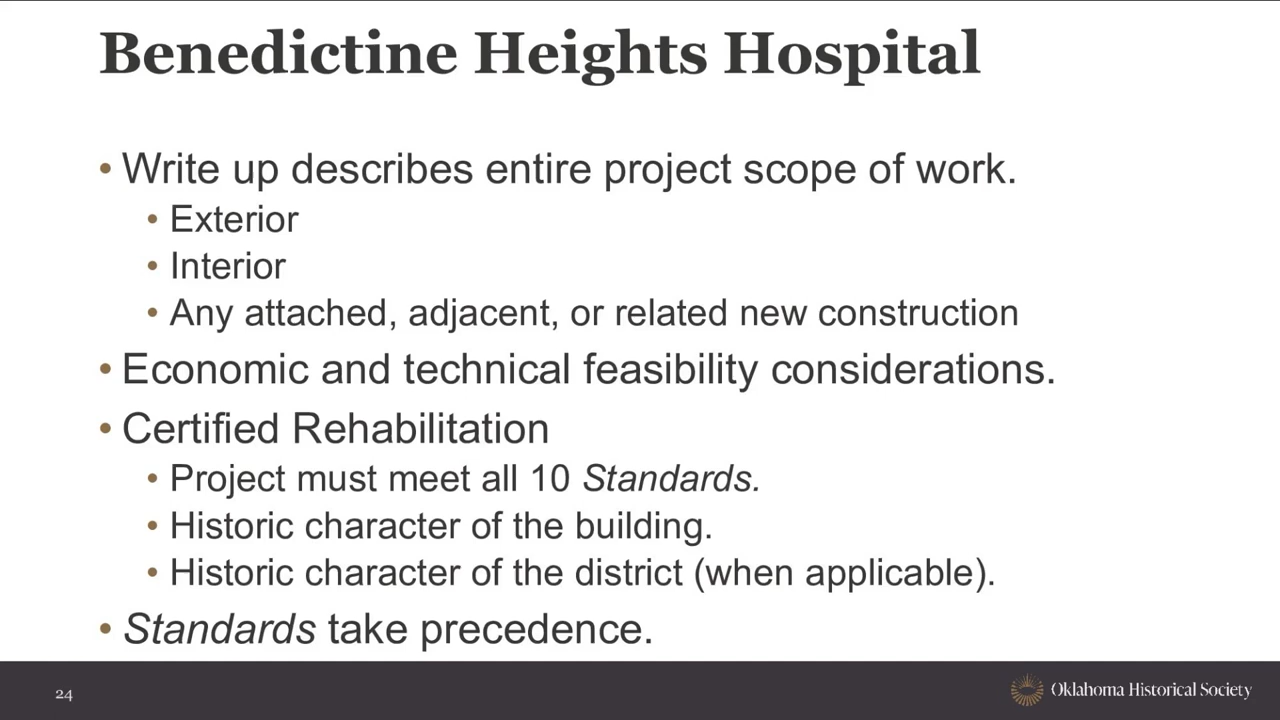 Benedictine Heights Hospital
• Write up describes entire project scope of work.
• Exterior
• Interior
• Any attached, adjacent, or related new construction
• Economic and technical feasibility considerations.
• Certified Rehabilitation
• Project must meet all 10 Standards.
• Historic character of the building.
• Historic character of the district (when applicable).
• Standards take precedence.
24
Oklahoma Historical Society